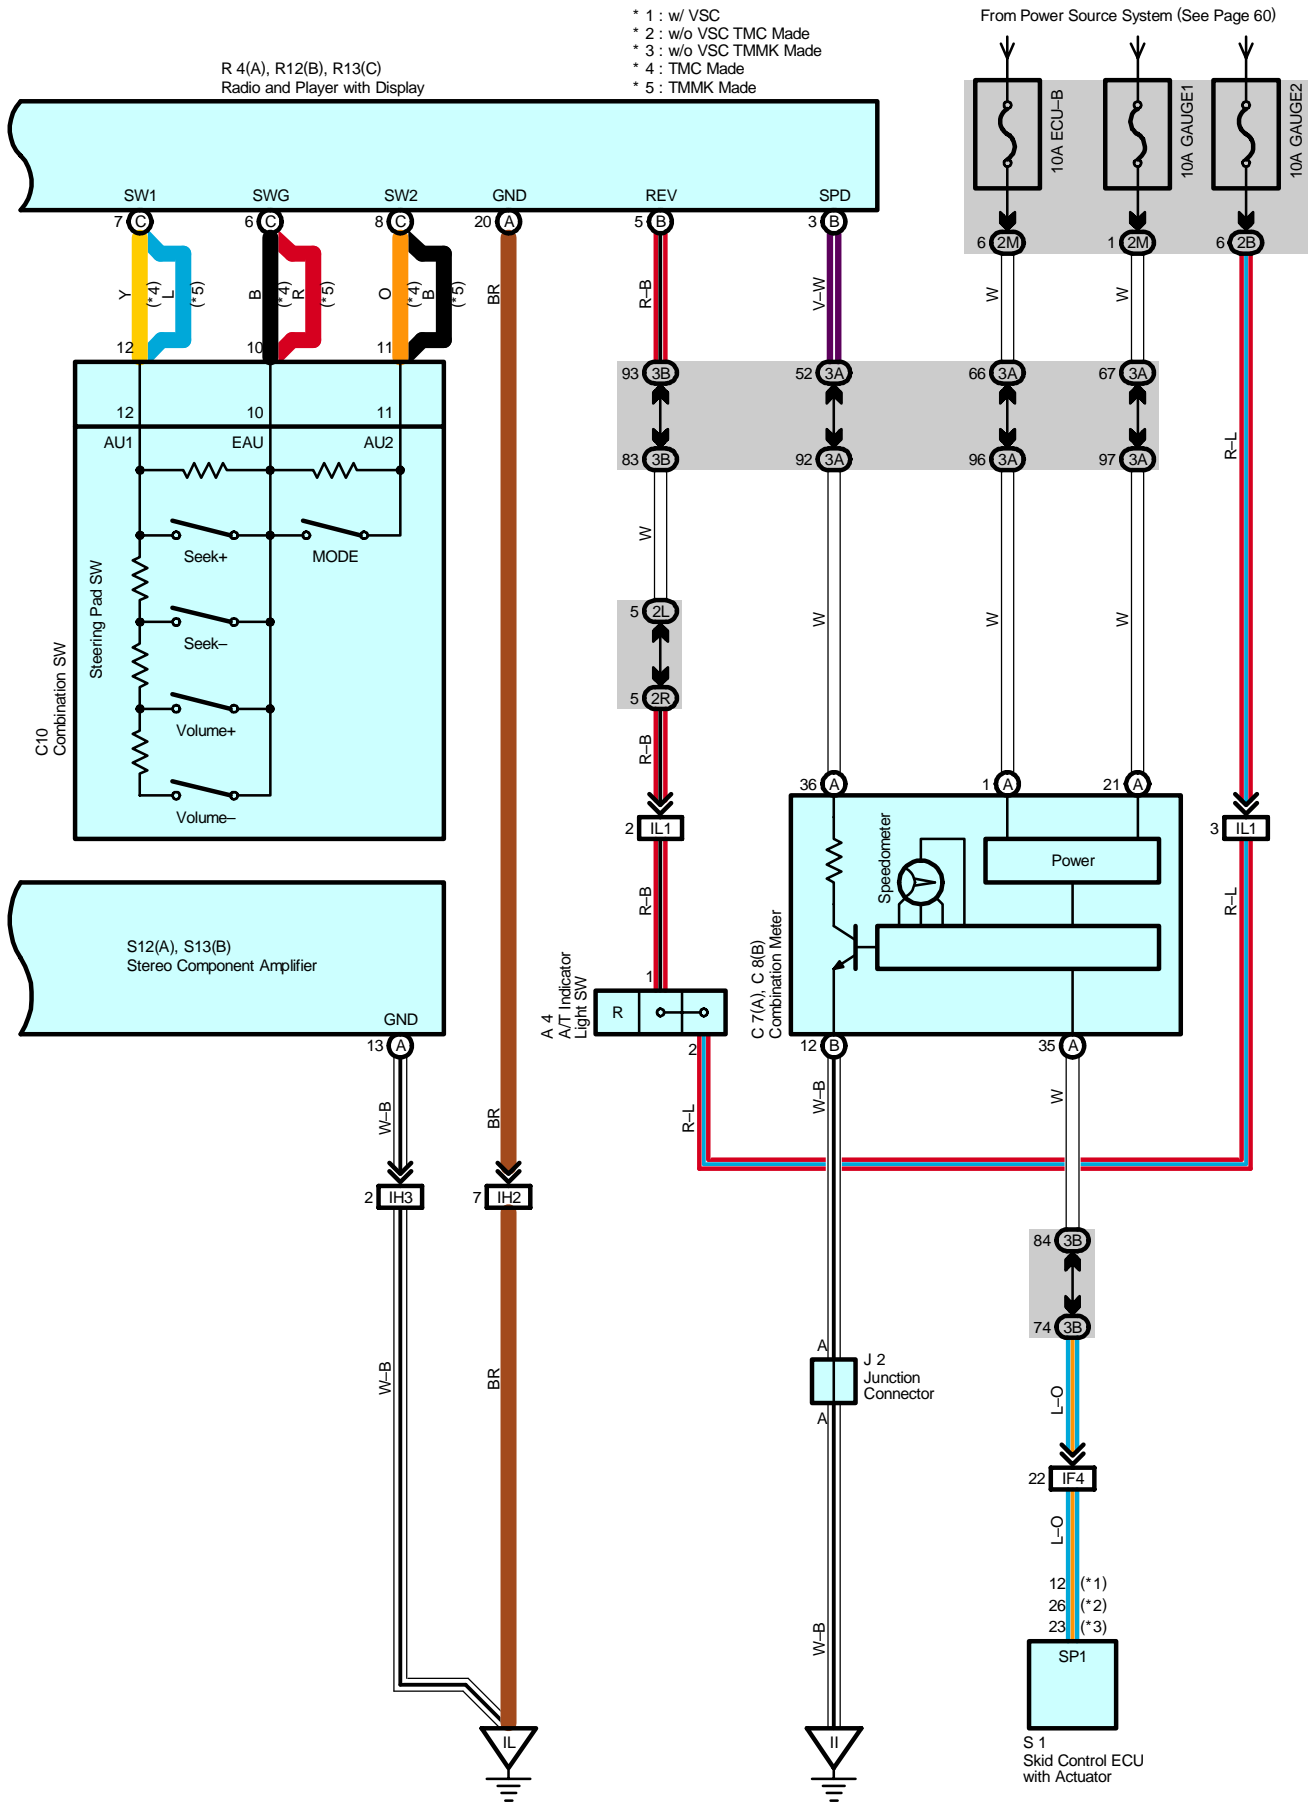 * 1 : w/ VSC
* 2 : w/o VSC TMC Made
* 3 : w/o VSC TMMK Made
* 4 : TMC Made
* 5 : TMMK Made
From Power Source System (See Page 60)
R 4(A), R12(B), R13(C)
Radio and Player with Display
10A ECU–B
10A GAUGE1
10A GAUGE2
SW1
SWG
SW2
GND
REV
SPD
7 C
6 C
8 C
20 A
5 B
3 B
6 2M
1 2M
6 2B
Y
(*4)
L
(*5)
B
(*4)
R
(*5)
O
(*4)
B
(*5)
BR
R–B
V–W
W
W
12
10
11
93 3B
52 3A
66 3A
67 3A
12
10
11
AU1
EAU
AU2
83 3B
92 3A
96 3A
97 3A
R–L
Seek+
MODE
W
Steering Pad SW
Seek–
C10
Combination SW
5 2L
W
W
W
5 2R
Volume+
R–B
Volume–
36 A
1 A
21 A
2 IL1
3 IL1
Speedometer
Power
R–B
R–L
S12(A), S13(B)
Stereo Component Amplifier
C 7(A), C 8(B)
Combination Meter
1
A 4
A/T Indicator
Light SW
R
GND
13 A
2
12 B
35 A
W–B
BR
R–L
W–B
W
2 IH3
7 IH2
84 3B
74 3B
A
J 2
Junction
Connector
A
W–B
BR
L–O
22 IF4
L–O
12 (*1)
26 (*2)
23 (*3)
W–B
SP1
IL
II
S 1
Skid Control ECU
with Actuator